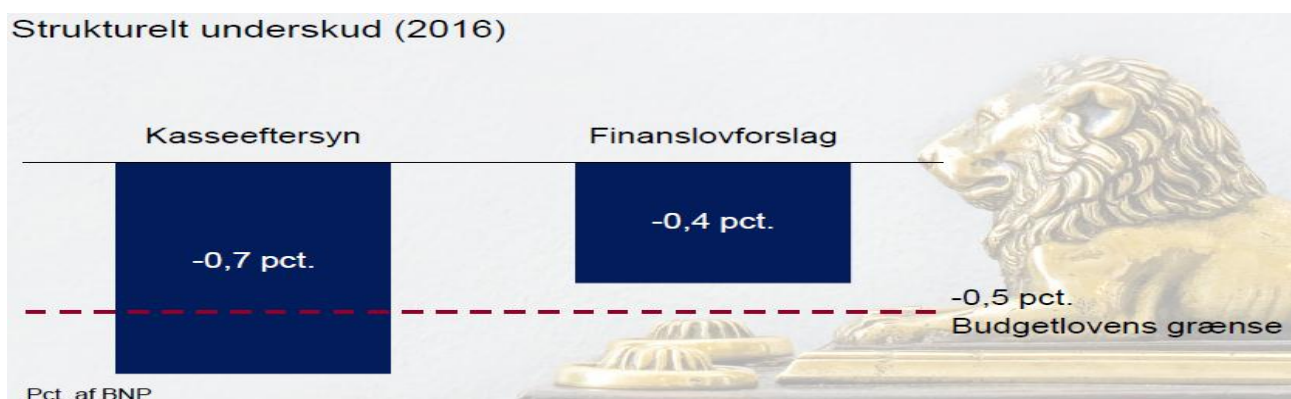 Strukturelt underskud (2016)
Kasseeftersyn
Finanslovforslag
-0,7 pct.
-0,4 pct.
-0,5 pct.
Budgetlovens grænse
Pct. af BNP